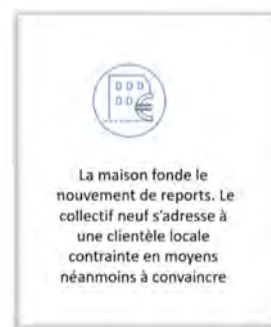 La maison fonde le
nouvement de reports. Le
collectif neuf s'adresse à
une clientèle locale
contrainte en moyens
néanmoins à convaincre